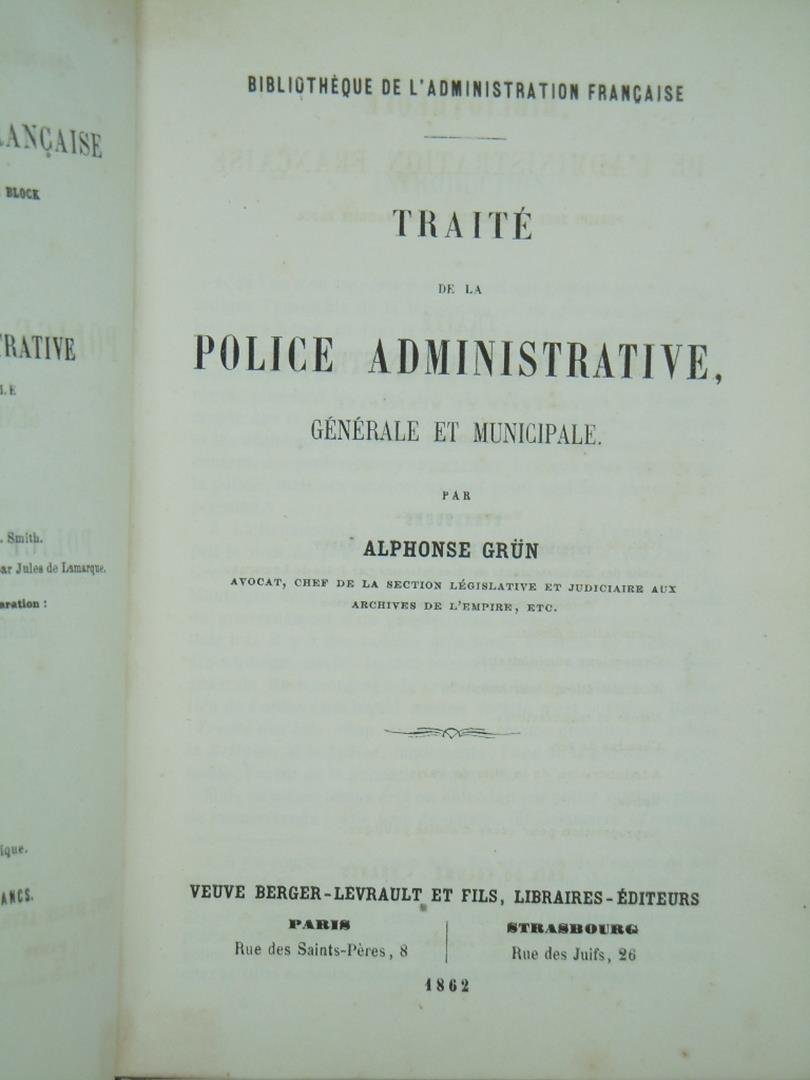 ANÇAISE
BLOCK
RATIVE
. Smith.
ar Jules de Lamarque.
aration :
ique.
ANCS.
BIBLIOTHÈQUE DE L'ADMINISTRATION FRANÇAISE
TRAITÉ
DE LA
POLICE ADMINISTRATIVE,
GÉNÉRALE ET MUNICIPALE.
PAR
ALPHONSE GRÜN
AVOCAT, CHEF DE LA SECTION LÉGISLATIVE ET JUDICIAIRE AUX
ARCHIVES DE L'EMPIRE, ETC.
VEUVE BERGER-LEVRAULT ET FILS, LIBRAIRES-ÉDITEURS
PARIS
Rue des Saints-Pères, 8
STRASBOURG
Rue des Juifs, 26
1862